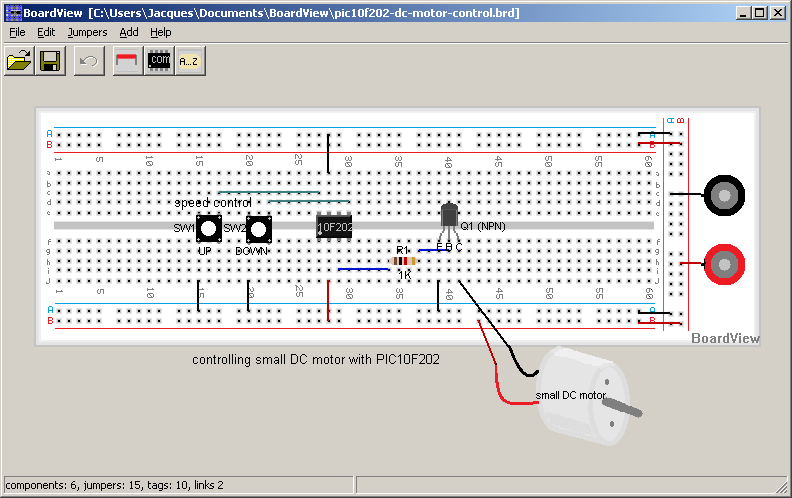 BoardView [C:\Users\Jacques\Documents\BoardView\pic10f202-dc-motor-control.brd]
File Edit Jumpers Add Help
com A...Z
A B
A A
B B
1 5 10 15 20 25 30 35 40 45 50 55 60
a
b
c
d
e
speed control
SW1 SW2 10F202 Q1 (NPN)
E B C
UP DOWN R1
1K
f
g
h
i
j
1 5 10 15 20 25 30 35 40 45 50 55 60
A A
B B
BoardView
controlling small DC motor with PIC10F202
small DC motor
components: 6, jumpers: 15, tags: 10, links 2